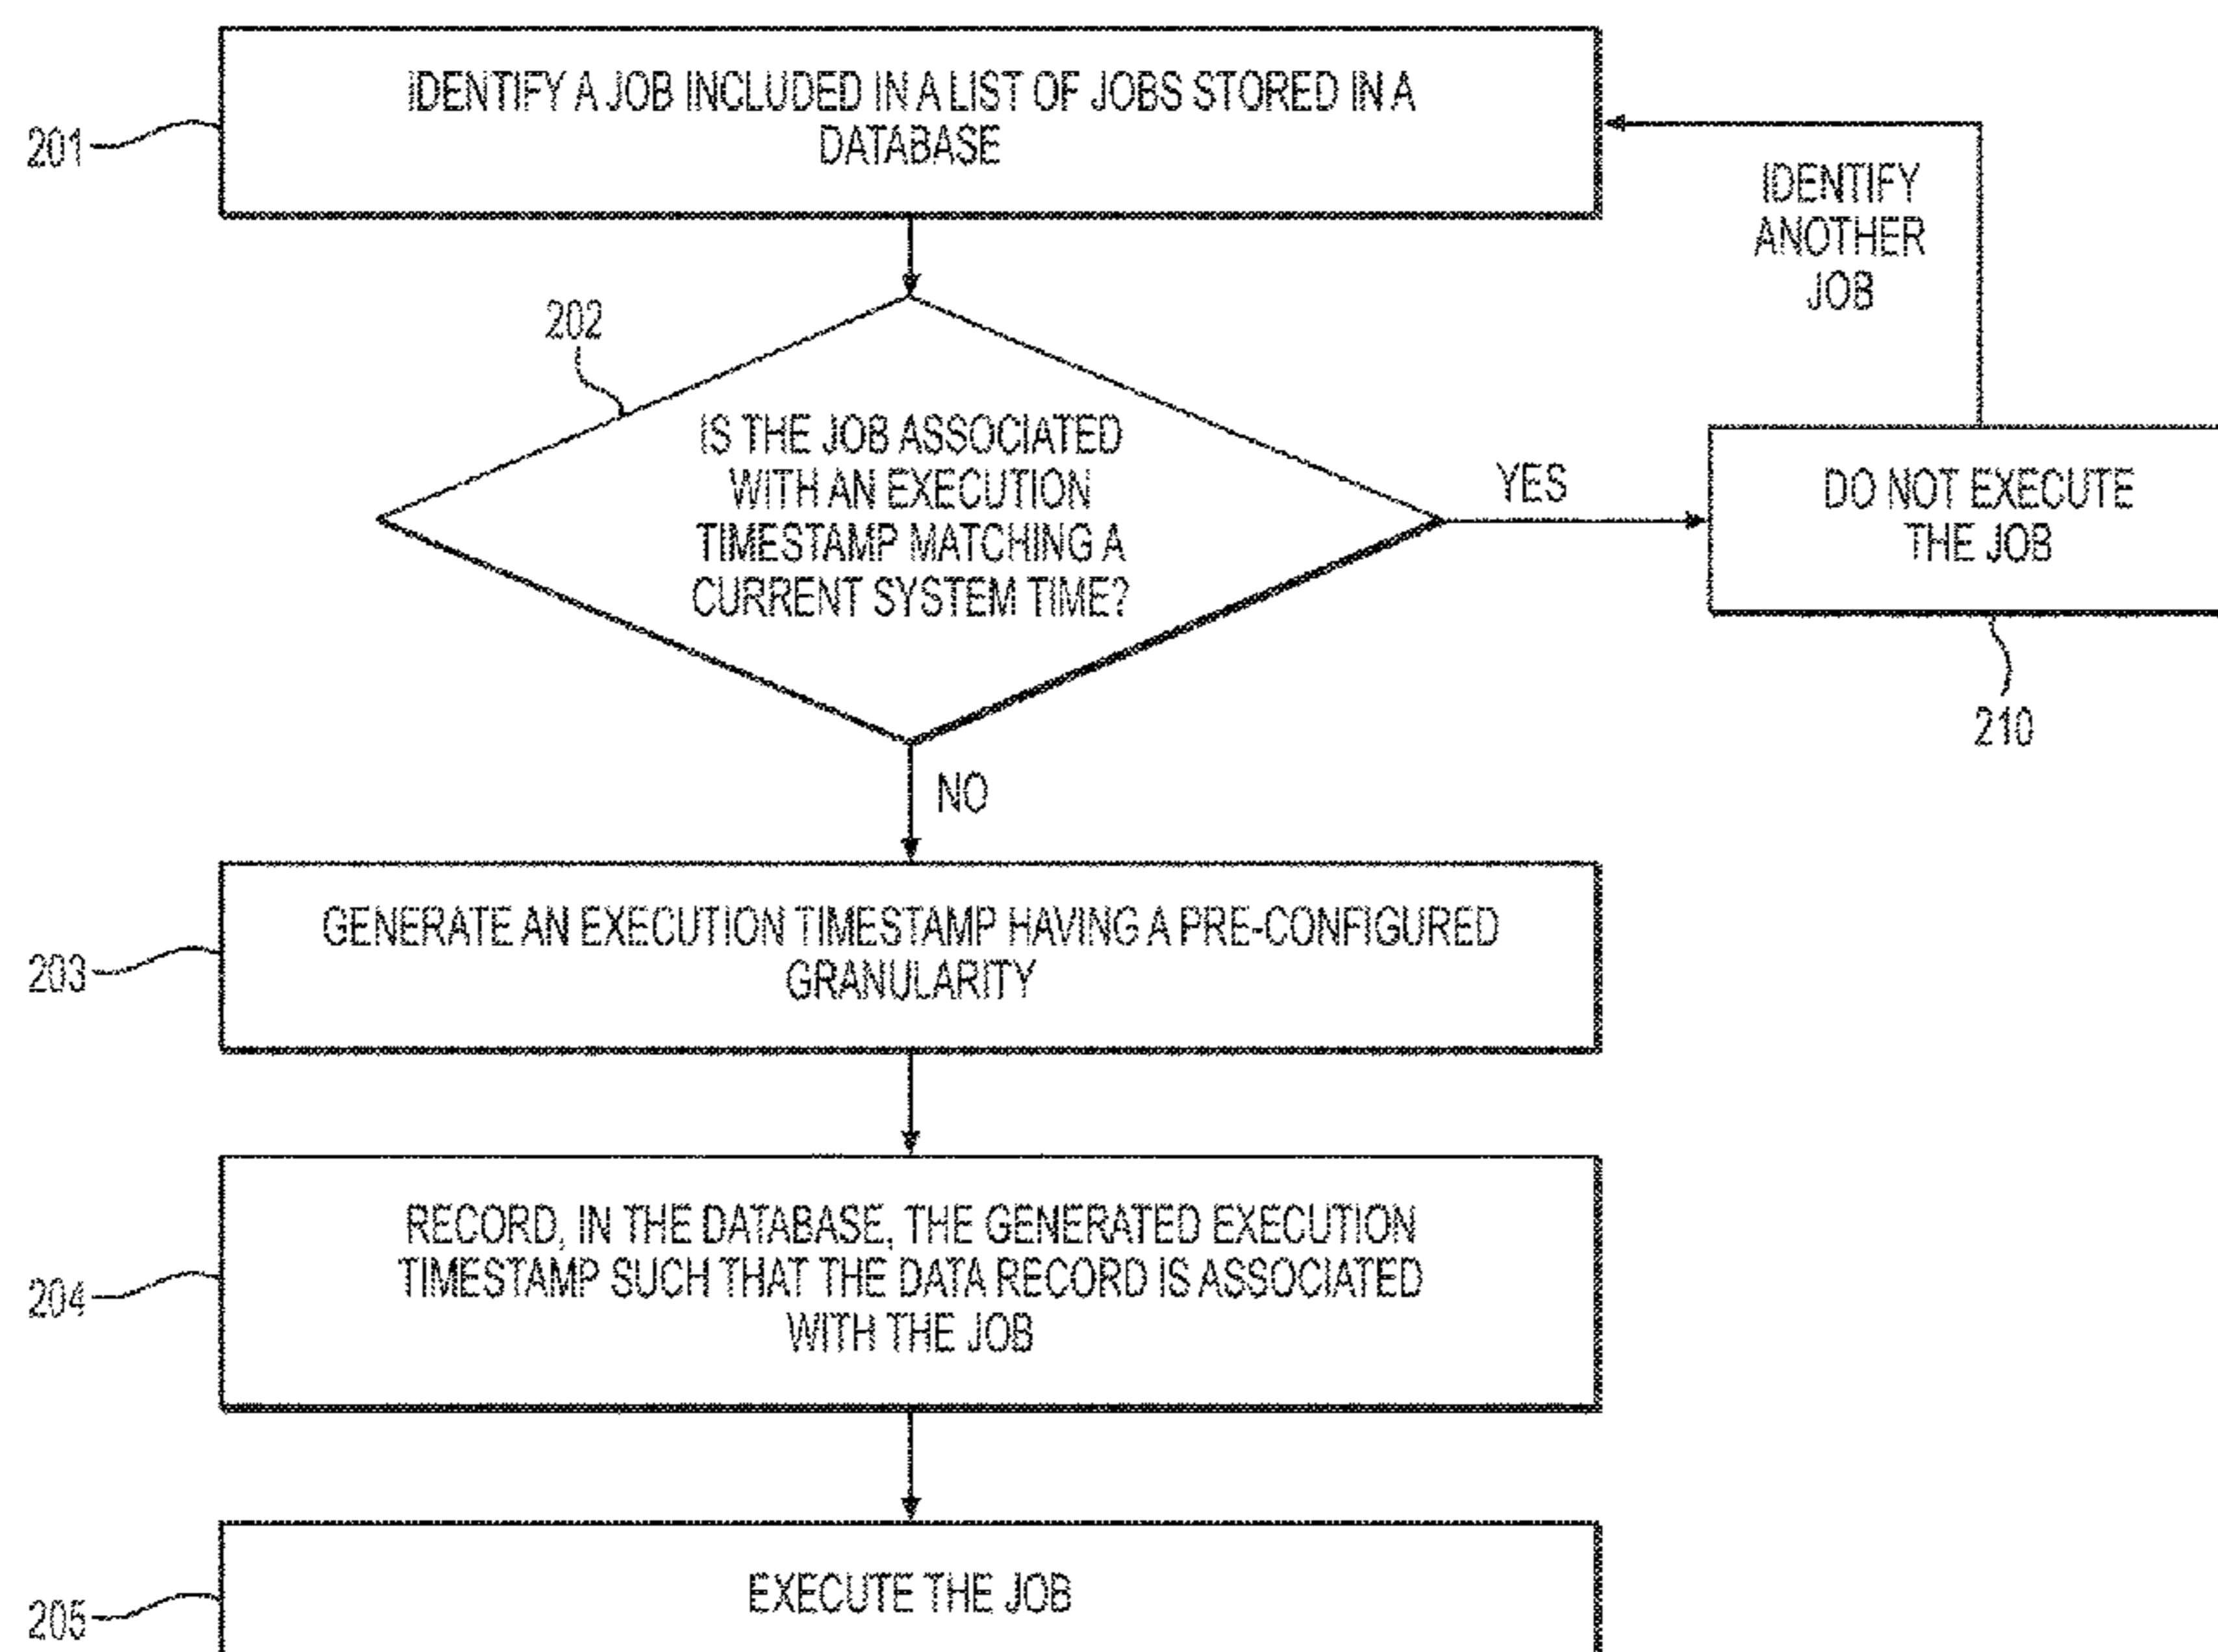 IDENTIFY A JOB INCLUDED IN A LIST OF JOBS STORED IN A
DATABASE
201
IDENTIFY
ANOTHER
JOB
202
IS THE JOB ASSOCIATED
WITH AN EXECUTION
TIMESTAMP MATCHING A
CURRENT SYSTEM TIME?
YES
DO NOT EXECUTE
THE JOB
210
NO
GENERATE AN EXECUTION TIMESTAMP HAVING A PRE-CONFIGURED
GRANULARITY
203
RECORD, IN THE DATABASE, THE GENERATED EXECUTION
TIMESTAMP SUCH THAT THE DATA RECORD IS ASSOCIATED
WITH THE JOB
204
EXECUTE THE JOB
205